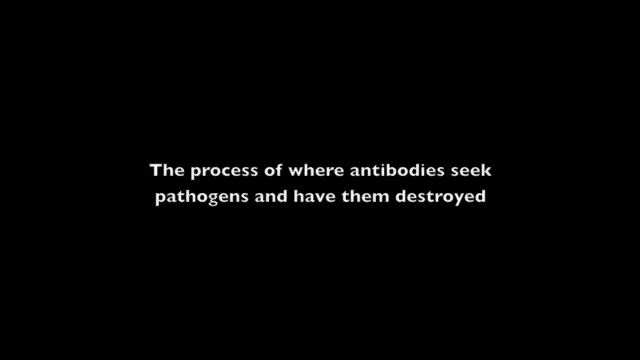 The process of where antibodies seek
pathogens and have them destroyed